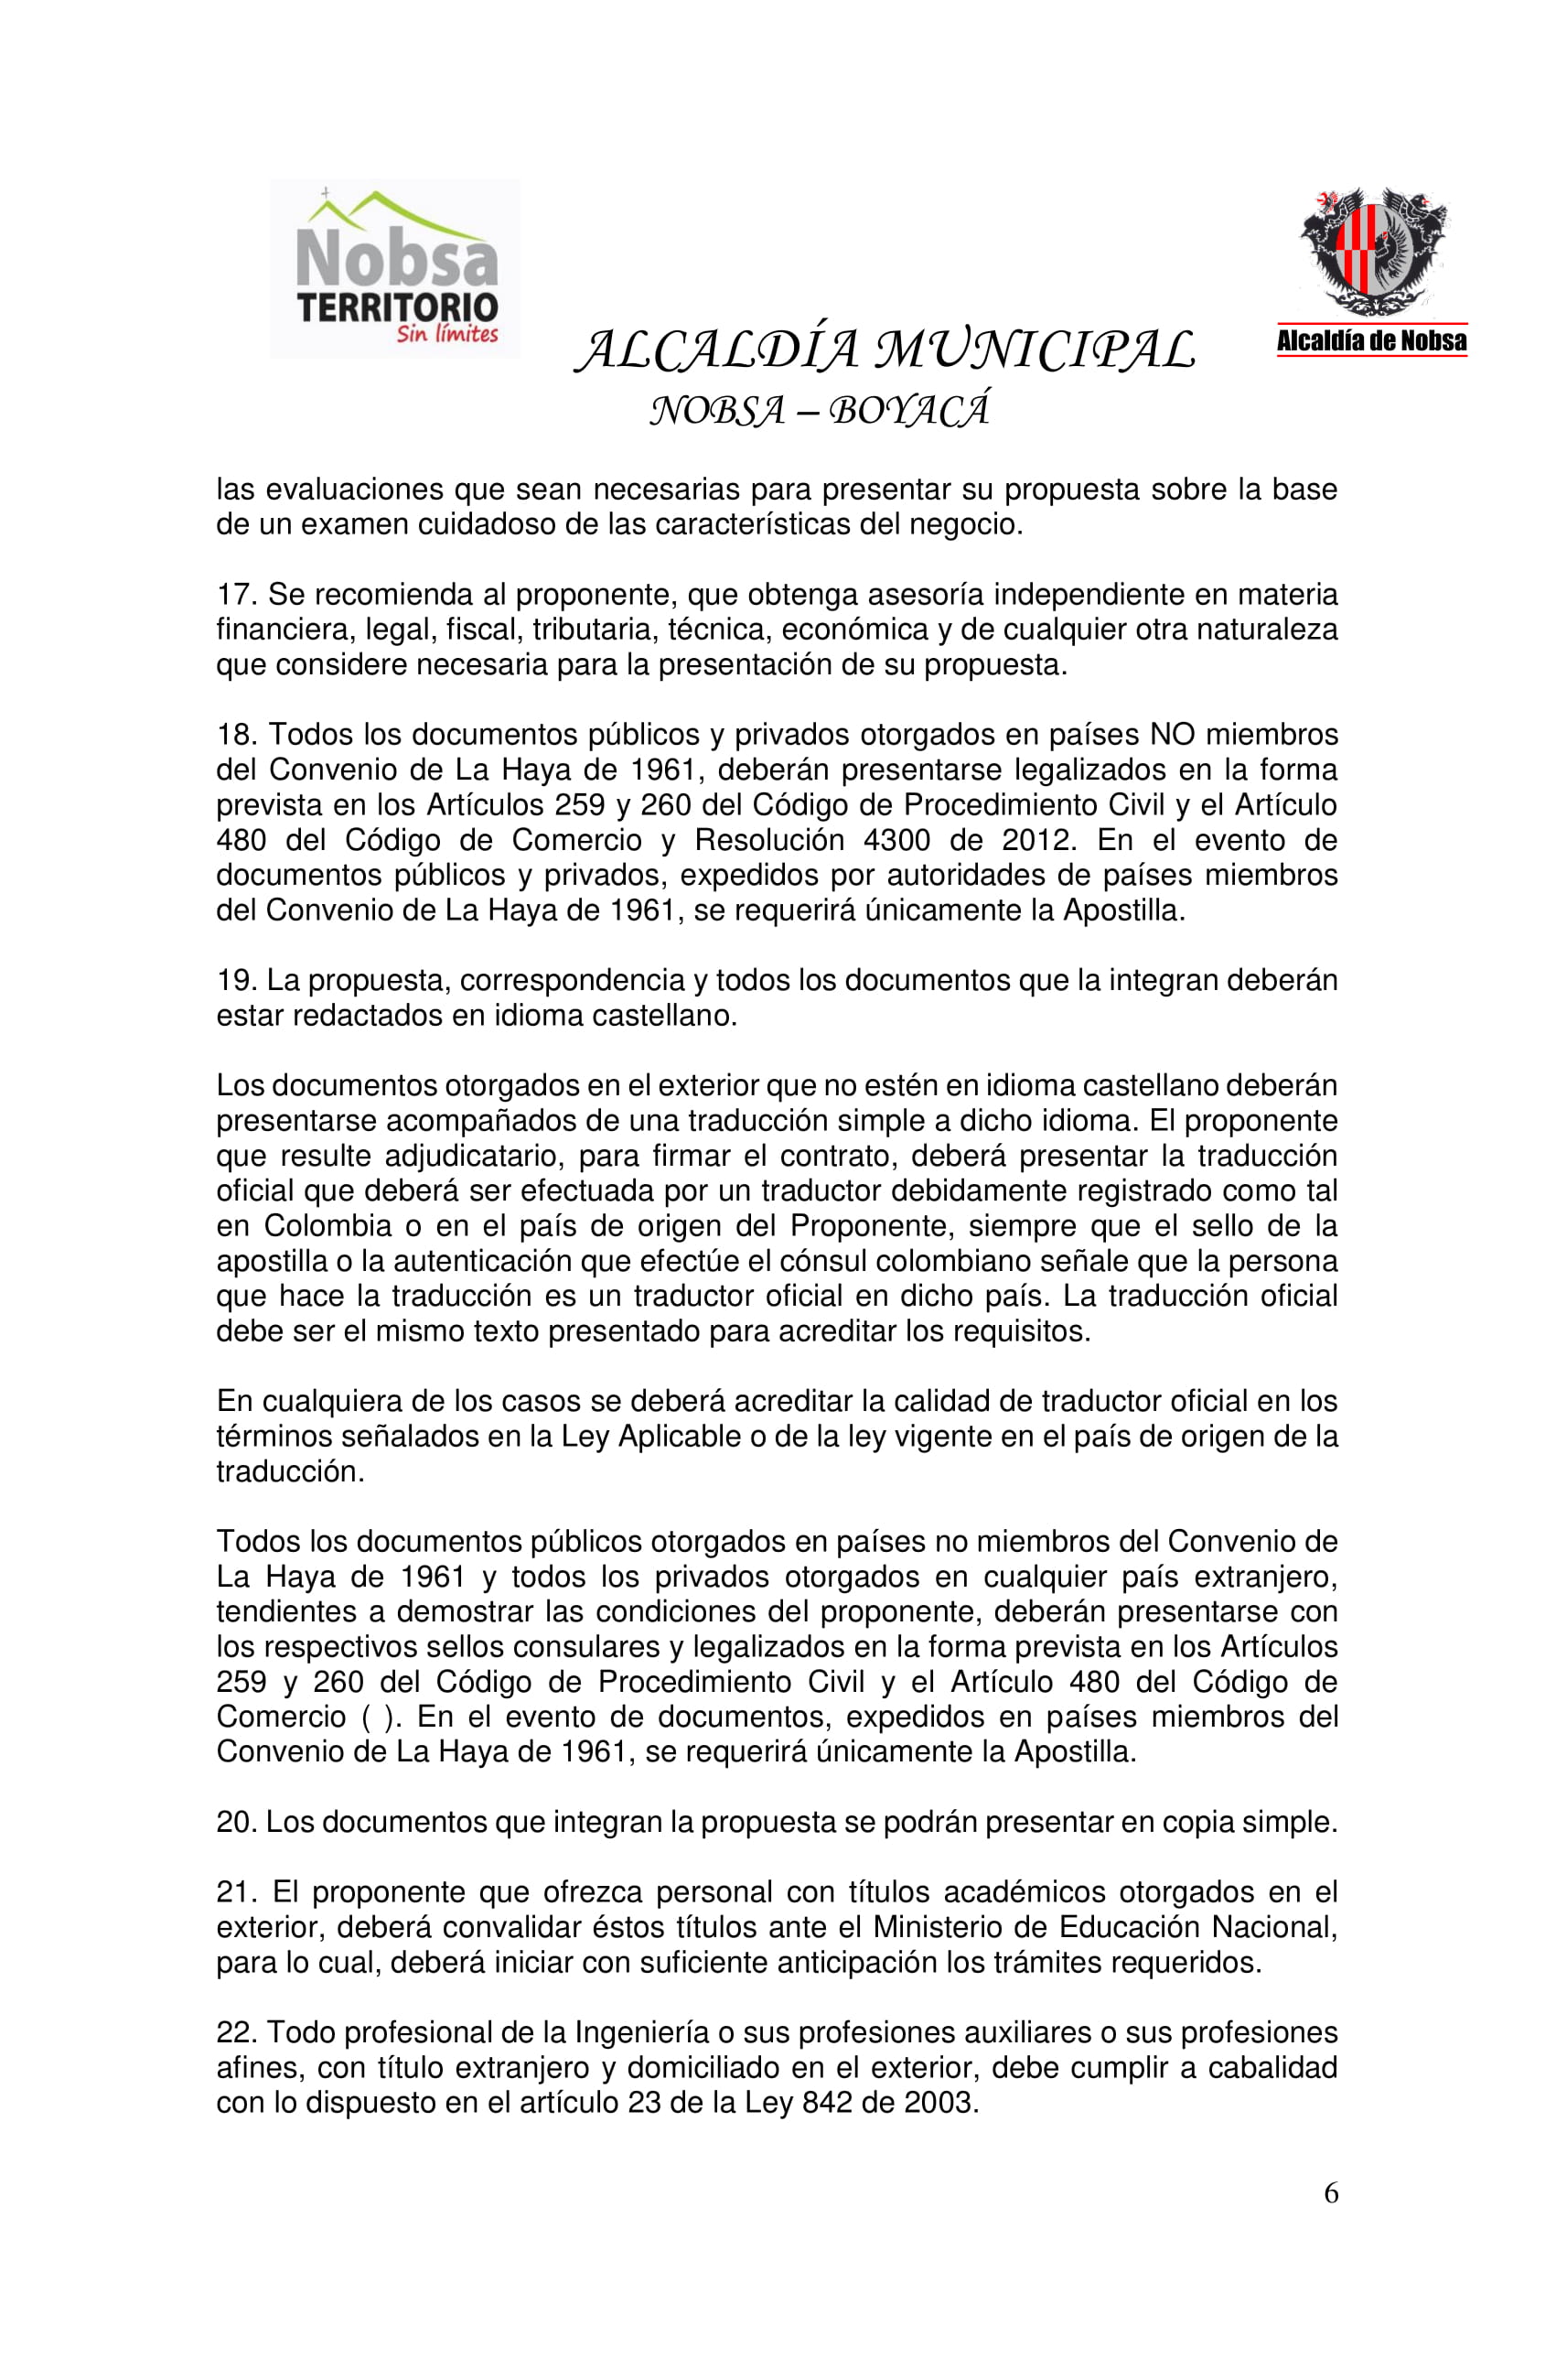 Nobsa
TERRITORIO
Sin límites
Alcaldía de Nobsa
ALCALDÍA MUNICIPAL
NOBSA – BOYACÁ
las evaluaciones que sean necesarias para presentar su propuesta sobre la base
de un examen cuidadoso de las características del negocio.
17. Se recomienda al proponente, que obtenga asesoría independiente en materia
financiera, legal, fiscal, tributaria, técnica, económica y de cualquier otra naturaleza
que considere necesaria para la presentación de su propuesta.
18. Todos los documentos públicos y privados otorgados en países NO miembros
del Convenio de La Haya de 1961, deberán presentarse legalizados en la forma
prevista en los Artículos 259 y 260 del Código de Procedimiento Civil y el Artículo
480 del Código de Comercio y Resolución 4300 de 2012. En el evento de
documentos públicos y privados, expedidos por autoridades de países miembros
del Convenio de La Haya de 1961, se requerirá únicamente la Apostilla.
19. La propuesta, correspondencia y todos los documentos que la integran deberán
estar redactados en idioma castellano.
Los documentos otorgados en el exterior que no estén en idioma castellano deberán
presentarse acompañados de una traducción simple a dicho idioma. El proponente
que resulte adjudicatario, para firmar el contrato, deberá presentar la traducción
oficial que deberá ser efectuada por un traductor debidamente registrado como tal
en Colombia o en el país de origen del Proponente, siempre que el sello de la
apostilla o la autenticación que efectúe el cónsul colombiano señale que la persona
que hace la traducción es un traductor oficial en dicho país. La traducción oficial
debe ser el mismo texto presentado para acreditar los requisitos.
En cualquiera de los casos se deberá acreditar la calidad de traductor oficial en los
términos señalados en la Ley Aplicable o de la ley vigente en el país de origen de la
traducción.
Todos los documentos públicos otorgados en países no miembros del Convenio de
La Haya de 1961 y todos los privados otorgados en cualquier país extranjero,
tendientes a demostrar las condiciones del proponente, deberán presentarse con
los respectivos sellos consulares y legalizados en la forma prevista en los Artículos
259 y 260 del Código de Procedimiento Civil y el Artículo 480 del Código de
Comercio ( ). En el evento de documentos, expedidos en países miembros del
Convenio de La Haya de 1961, se requerirá únicamente la Apostilla.
20. Los documentos que integran la propuesta se podrán presentar en copia simple.
21. El proponente que ofrezca personal con títulos académicos otorgados en el
exterior, deberá convalidar éstos títulos ante el Ministerio de Educación Nacional,
para lo cual, deberá iniciar con suficiente anticipación los trámites requeridos.
22. Todo profesional de la Ingeniería o sus profesiones auxiliares o sus profesiones
afines, con título extranjero y domiciliado en el exterior, debe cumplir a cabalidad
con lo dispuesto en el artículo 23 de la Ley 842 de 2003.
6